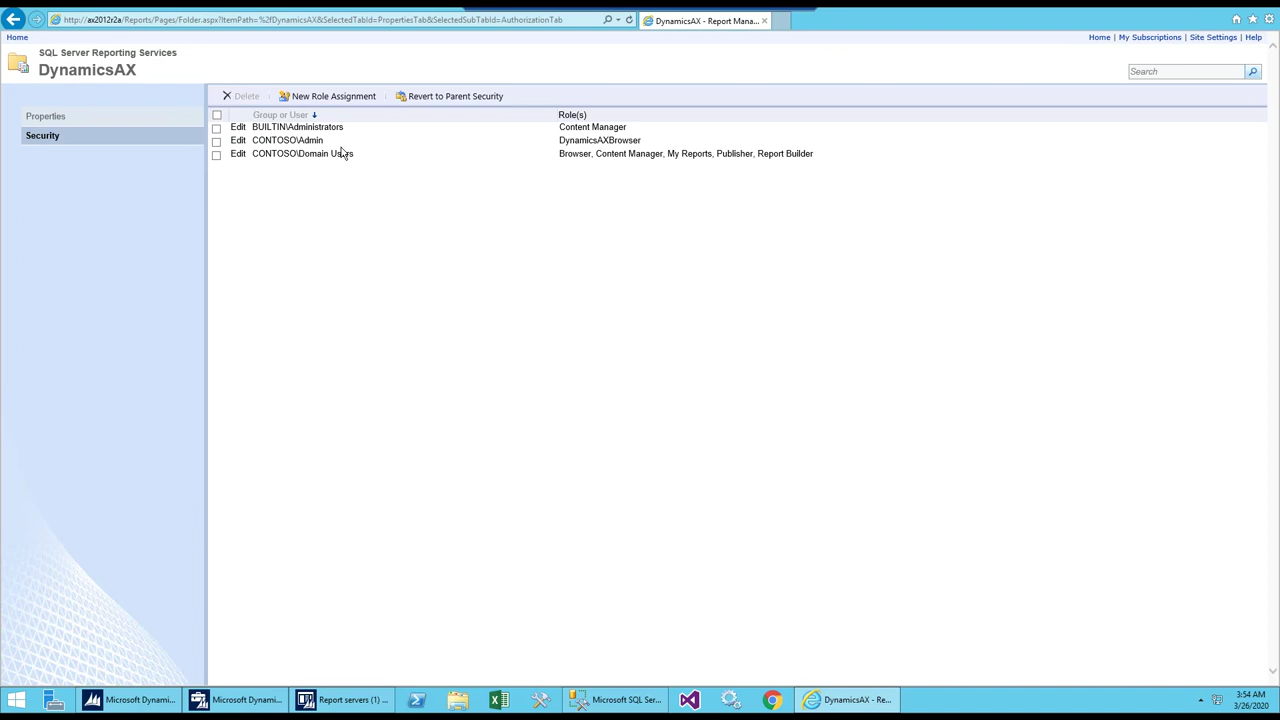 http://ax2012r2a/Reports/Pages/Folder.aspx?ItemPath=%2fDynamicsAX&SelectedTabId=PropertiesTab&SelectedSubTabId=AuthorizationTab
DynamicsAX - Report Mana...
Home
Home | My Subscriptions | Site Settings | Help
SQL Server Reporting Services
DynamicsAX
Search
Delete New Role Assignment Revert to Parent Security
Properties
Security
Group or User Role(s)
Edit BUILTIN\Administrators Content Manager
Edit CONTOSO\Admin DynamicsAXBrowser
Edit CONTOSO\Domain Users Browser, Content Manager, My Reports, Publisher, Report Builder
Microsoft Dynami... Microsoft Dynami... Report servers (1) ... Microsoft SQL Ser... DynamicsAX - Re...
3:54 AM
3/26/2020